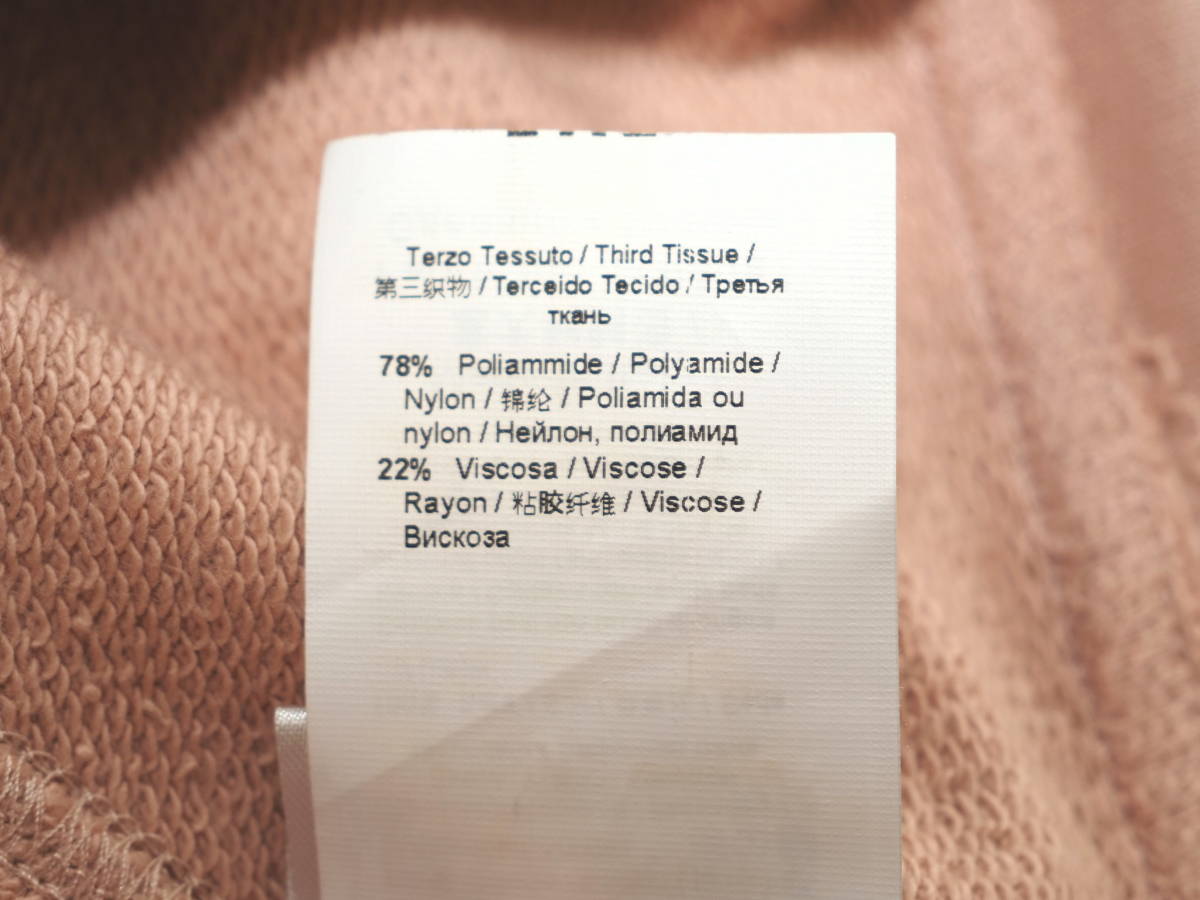 Terzo Tessuto / Third Tissue /
第三织物 / Terceido Tecido / Третья
ткань
78% Poliammide / Polyamide /
Nylon / 锦纶 / Poliamida ou
nylon / Нейлон, полиамид
22% Viscosa / Viscose /
Rayon / 粘胶纤维 / Viscose /
Вискоза